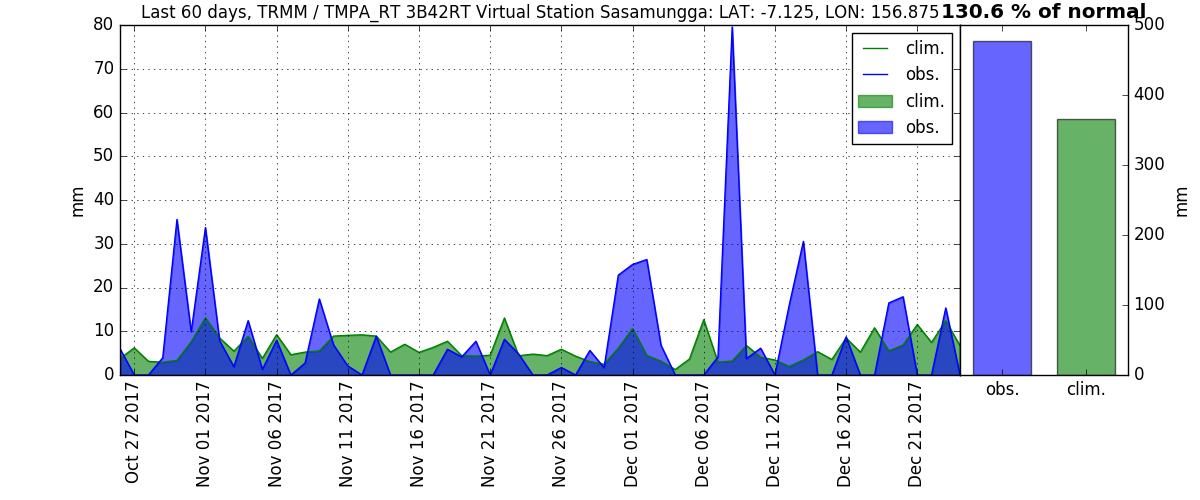 Last 60 days, TRMM / TMPA_RT 3B42RT Virtual Station Sasamungga: LAT: -7.125, LON: 156.875
130.6 % of normal
80
70
60
50
40
30
20
10
0
mm
clim.
obs.
clim.
obs.
500
400
300
200
100
0
mm
Oct 27 2017
Nov 01 2017
Nov 06 2017
Nov 11 2017
Nov 16 2017
Nov 21 2017
Nov 26 2017
Dec 01 2017
Dec 06 2017
Dec 11 2017
Dec 16 2017
Dec 21 2017
obs.
clim.